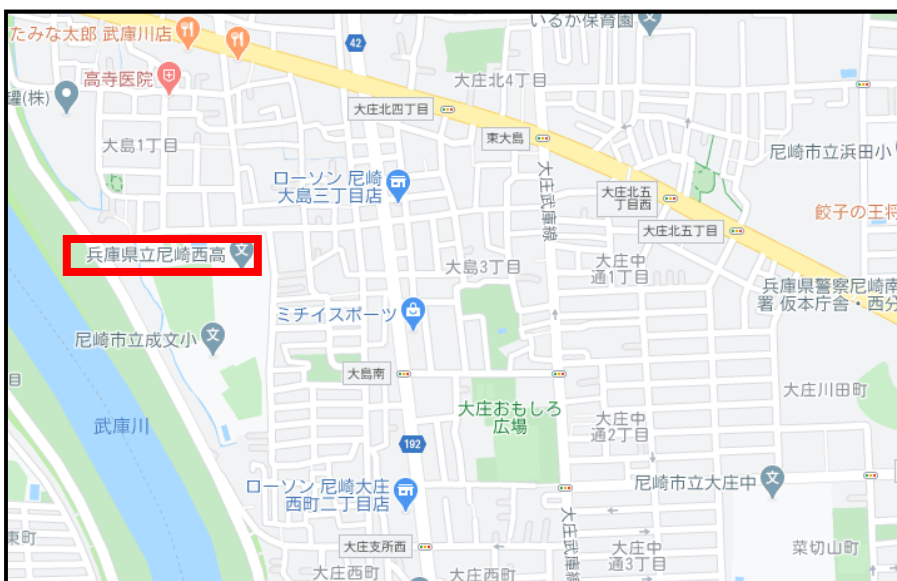 たみな太郎 武庫川店
いるか保育園
42
大庄北4丁目
高寺医院
罐(株)
大庄北四丁目
東大島
大島1丁目
尼崎市立浜田小
ローソン 尼崎
大島三丁目店
大庄武庫線
大庄北五
丁目西
餃子の王将
大庄北五丁目
兵庫県立尼崎西高
大島3丁目
大庄中
通1丁目
兵庫県警察尼崎南
署 仮本庁舎・西分
ミチイスポーツ
尼崎市立成文小
大島南
目
大庄川田町
大庄おもしろ
広場
武庫川
大庄中
通2丁目
192
ローソン 尼崎大庄
西町二丁目店
尼崎市立大庄中
大庄武庫線
東町
大庄支所西
大庄中
通3丁目
菜切山町
大庄西町
大庄西町